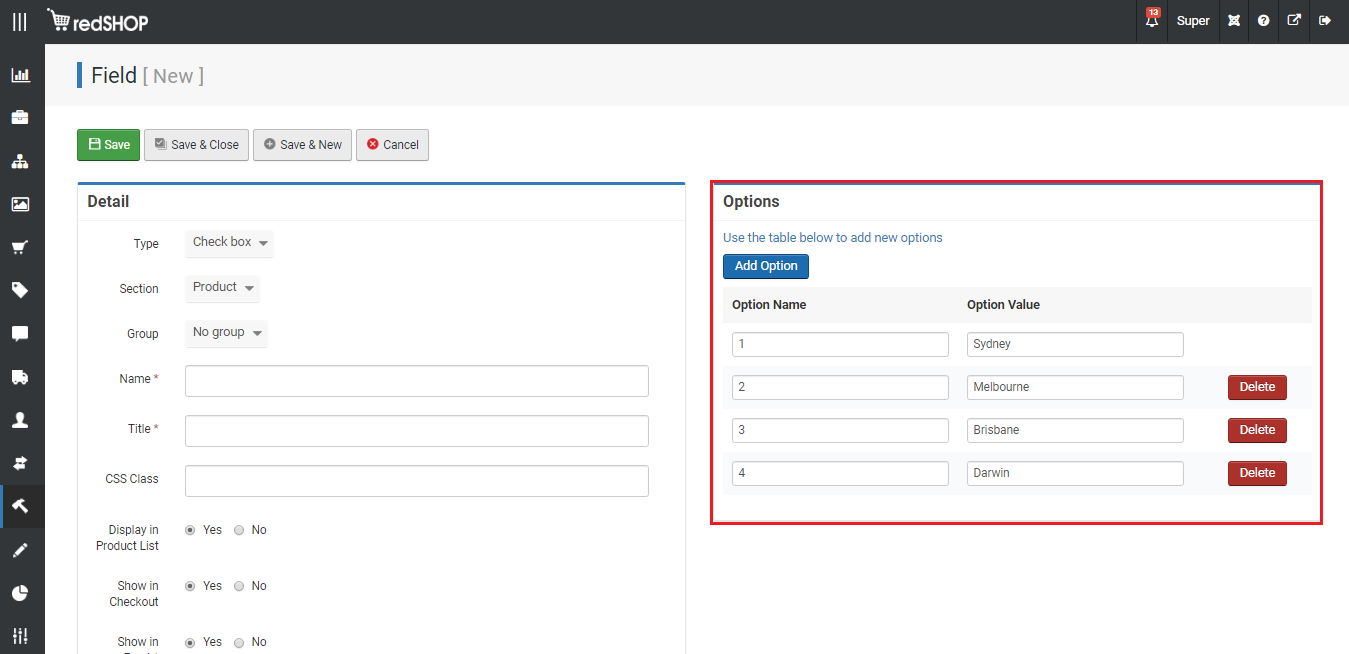 redSHOP
13
Super
Field [ New ]
Save
Save & Close
Save & New
Cancel
Detail
Type
Check box
Section
Product
Group
No group
Name *
Title *
CSS Class
Display in
Product List
Yes
No
Show in
Checkout
Yes
No
Show in
Yes
No
Options
Use the table below to add new options
Add Option
Option Name
Option Value
1
Sydney
2
Melbourne
Delete
3
Brisbane
Delete
4
Darwin
Delete